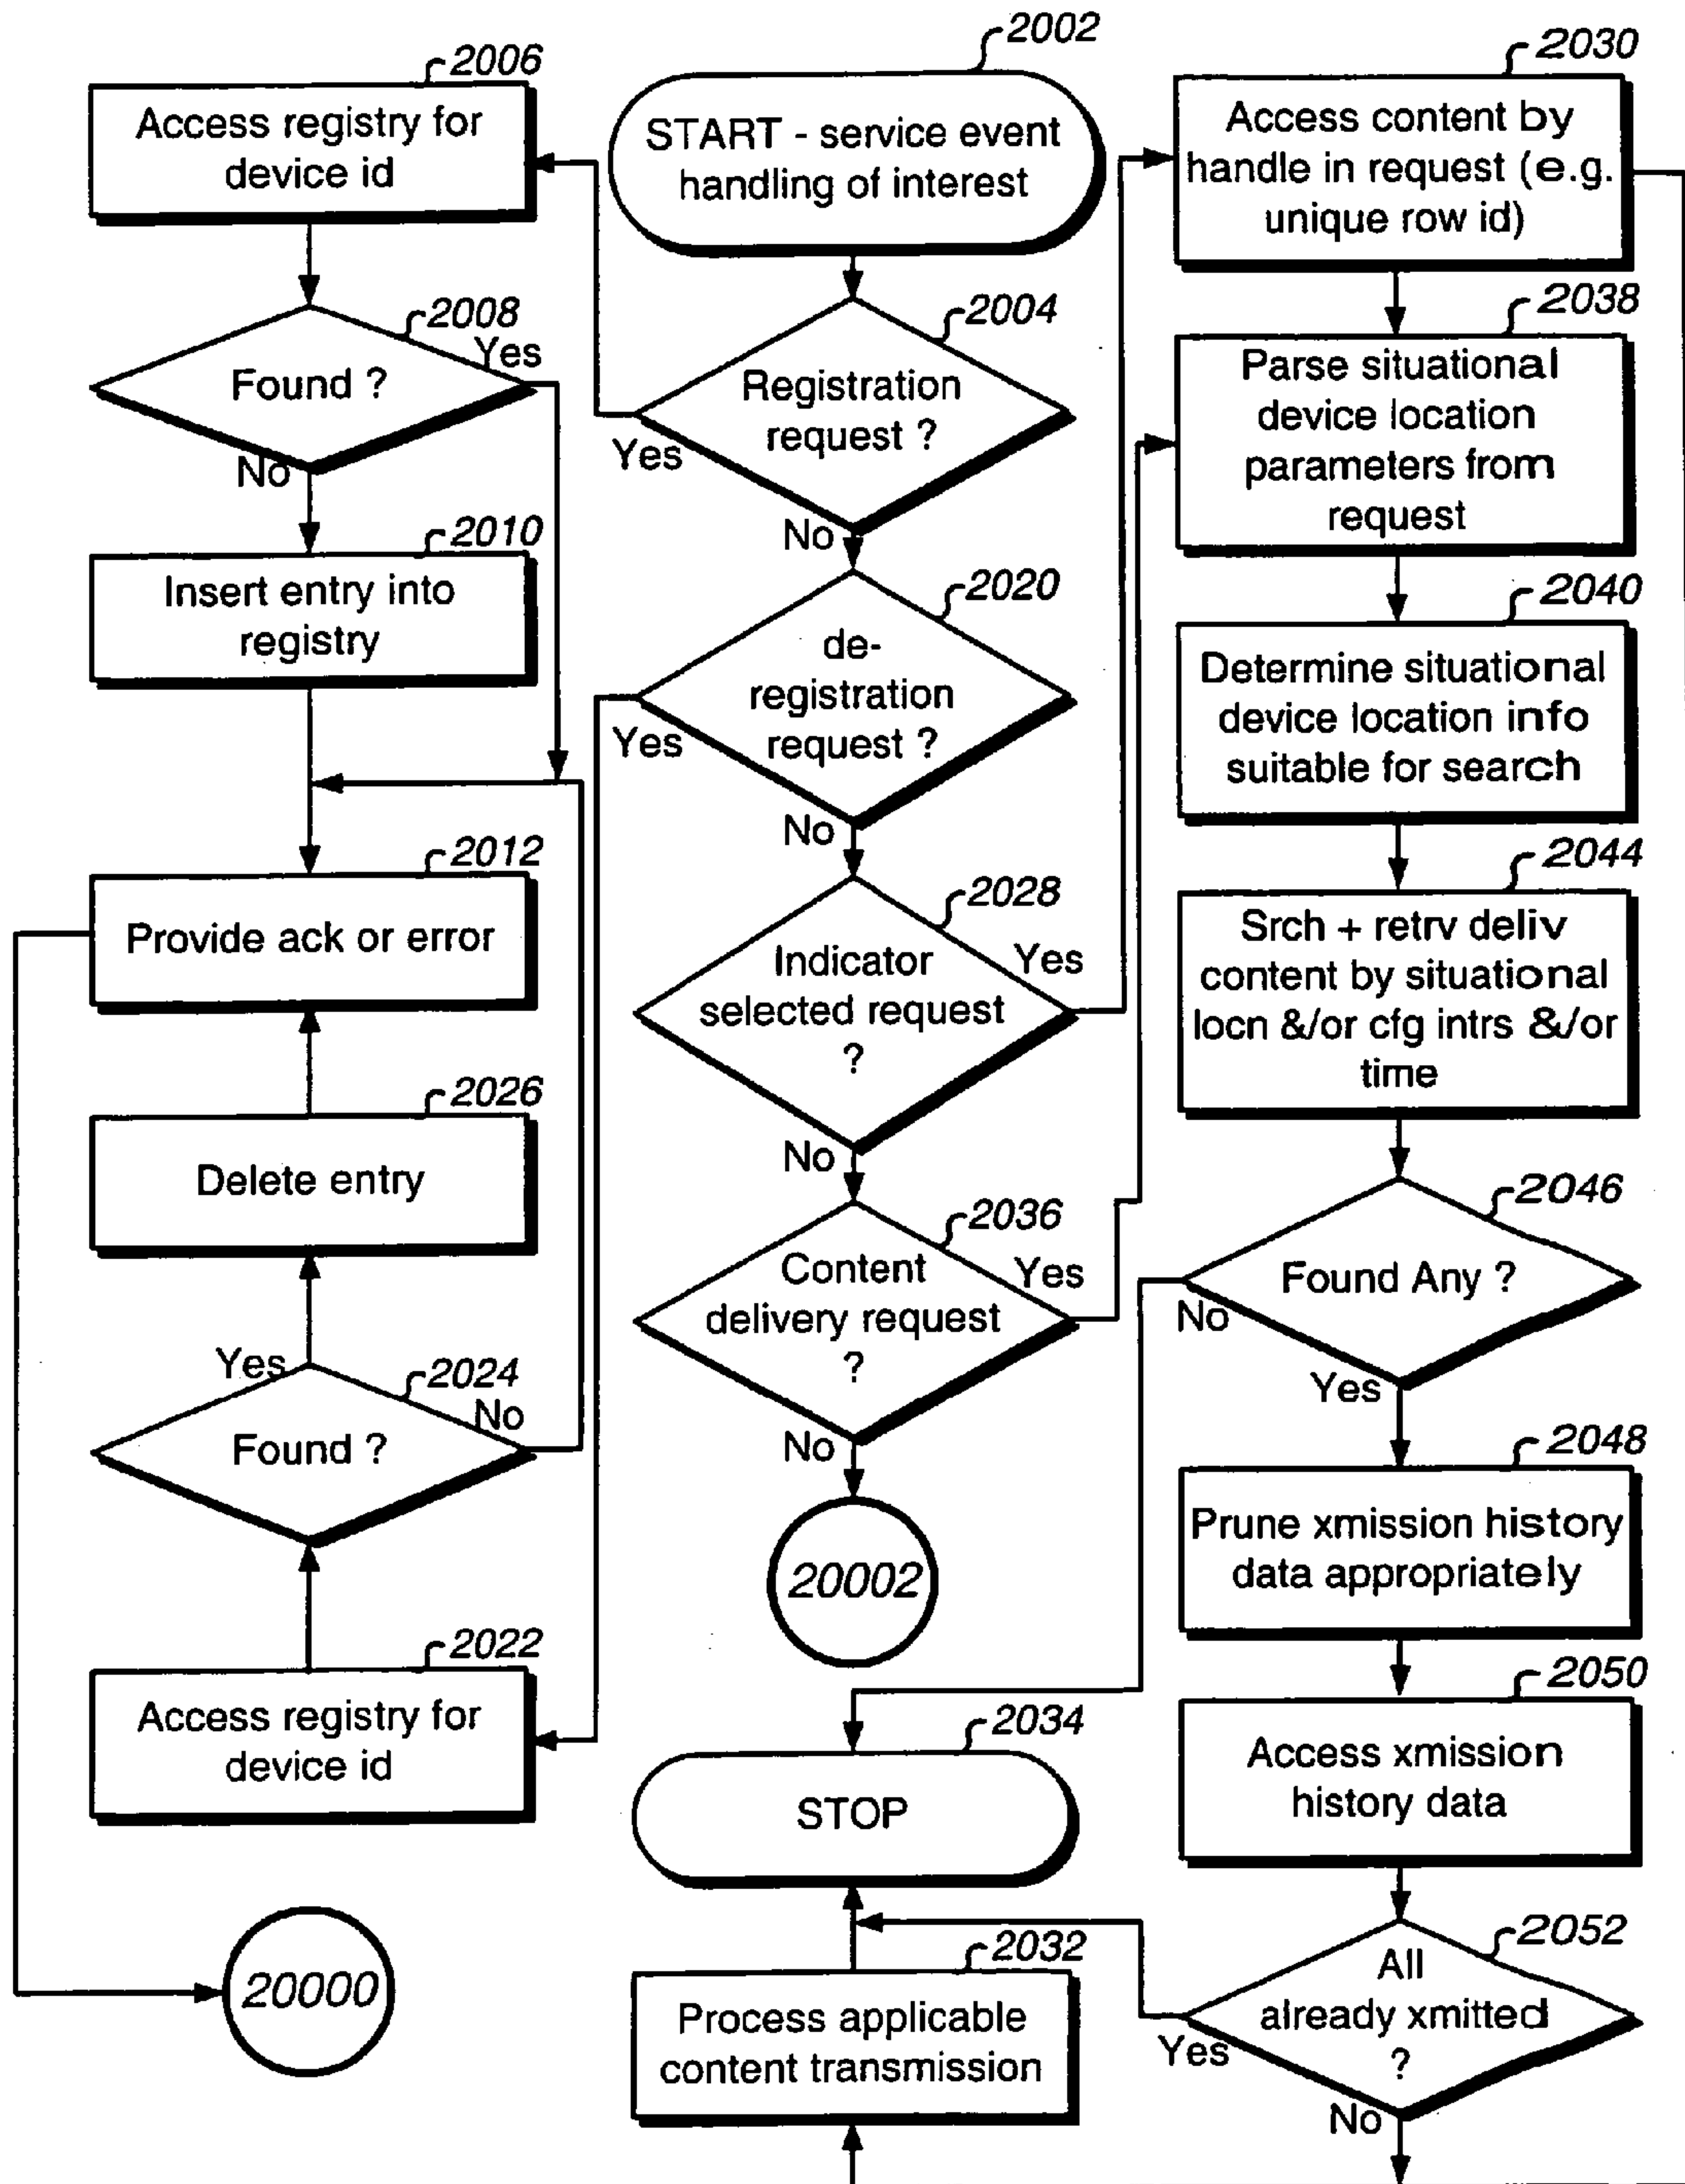 2002
START - service event
handling of interest
2004
Registration
request ?
Yes
No
2006
Access registry for
device id
2008
Found ?
Yes
No
2010
Insert entry into
registry
2012
Provide ack or error
2026
Delete entry
2024
Found ?
Yes
No
2022
Access registry for
device id
20000
2020
de-
registration
request ?
Yes
No
2028
Indicator
selected request
?
Yes
No
2036
Content
delivery request
?
Yes
No
20002
2034
STOP
2032
Process applicable
content transmission
2030
Access content by
handle in request (e.g.
unique row id)
2038
Parse situational
device location
parameters from
request
2040
Determine situational
device location info
suitable for search
2044
Srch + retrv deliv
content by situational
locn &/or cfg intrs &/or
time
2046
Found Any ?
No
Yes
2048
Prune xmission history
data appropriately
2050
Access xmission
history data
2052
All
already xmitted
?
Yes
No